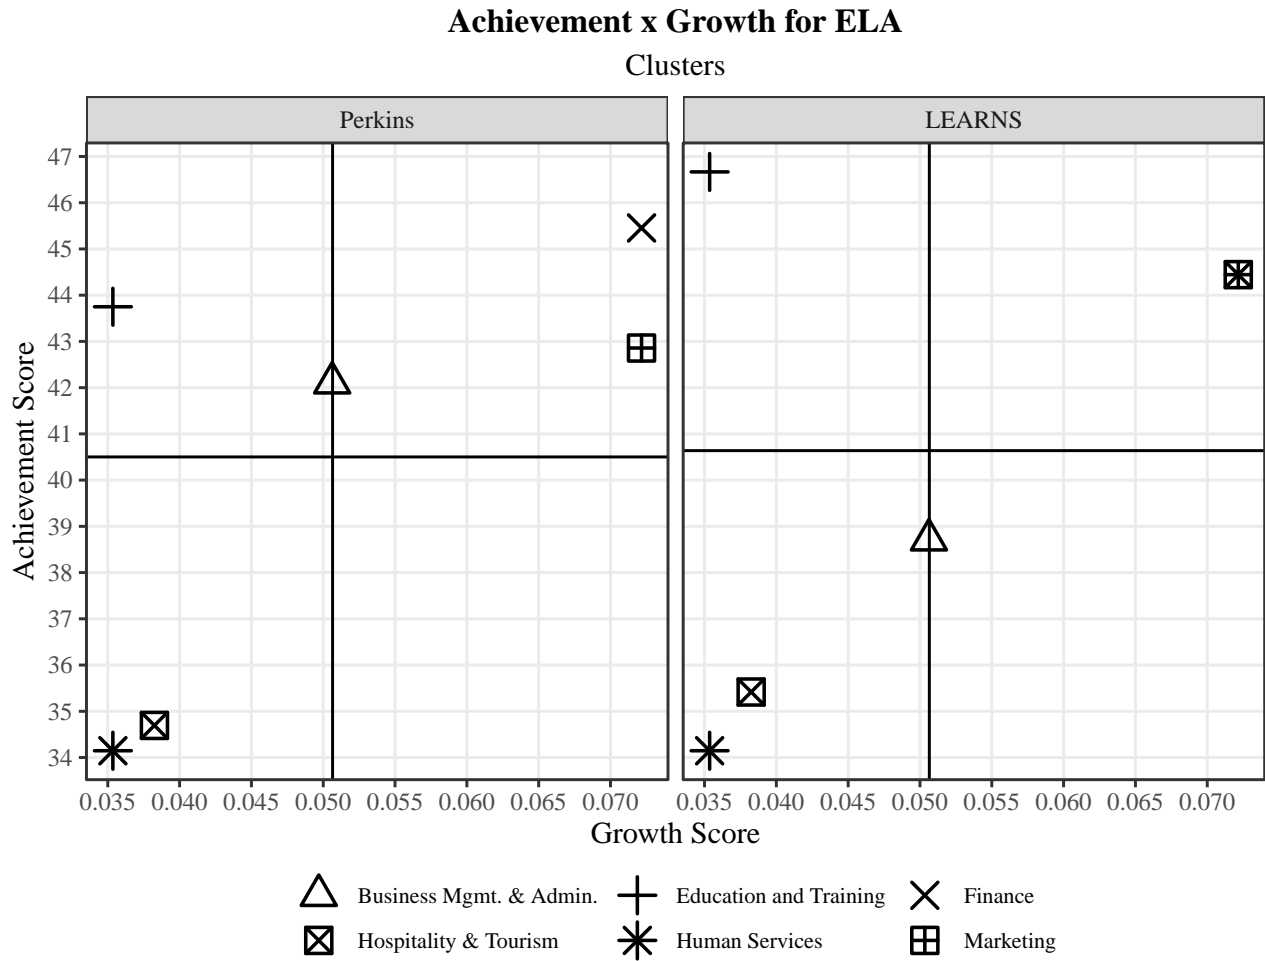 Achievement x Growth for ELA
Clusters
Perkins
LEARNS
Achievement Score
47
46
45
44
43
42
41
40
39
38
37
36
35
34
0.035 0.040 0.045 0.050 0.055 0.060 0.065 0.070
0.035 0.040 0.045 0.050 0.055 0.060 0.065 0.070
Growth Score
Business Mgmt. & Admin. Education and Training Finance
Hospitality & Tourism Human Services Marketing